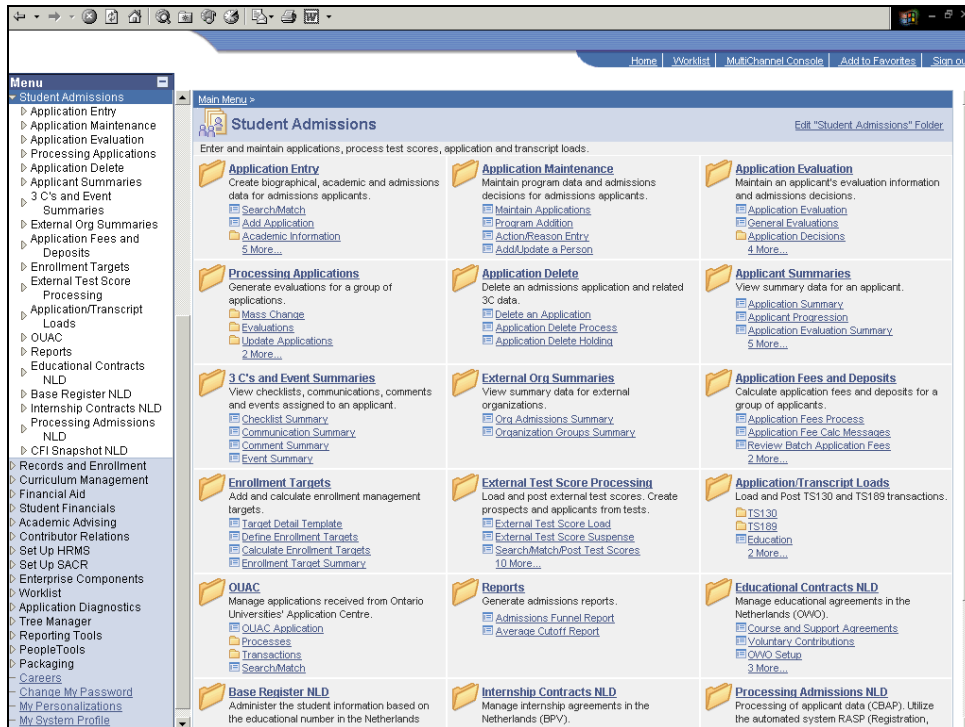 Home | Worklist | MultiChannel Console | Add to Favorites | Sign ou
Menu
Student Admissions
Application Entry
Application Maintenance
Application Evaluation
Processing Applications
Application Delete
Applicant Summaries
3 C's and Event
Summaries
External Org Summaries
Application Fees and
Deposits
Enrollment Targets
External Test Score
Processing
Application/Transcript
Loads
OUAC
Reports
Educational Contracts
NLD
Base Register NLD
Internship Contracts NLD
Processing Admissions
NLD
CFI Snapshot NLD
Records and Enrollment
Curriculum Management
Financial Aid
Student Financials
Academic Advising
Contributor Relations
Set Up HRMS
Set Up SACR
Enterprise Components
Worklist
Application Diagnostics
Tree Manager
Reporting Tools
PeopleTools
Packaging
Careers
Change My Password
My Personalizations
My System Profile
Main Menu >
Student Admissions
Edit "Student Admissions" Folder
Enter and maintain applications, process test scores, application and transcript loads.
Application Entry
Create biographical, academic and admissions
data for admissions applicants.
Search/Match
Add Application
Academic Information
5 More...
Application Maintenance
Maintain program data and admissions
decisions for admissions applicants.
Maintain Applications
Program Addition
Action/Reason Entry
Add/Update a Person
Application Evaluation
Maintain an applicant's evaluation information
and admissions decisions.
Application Evaluation
General Evaluations
Application Decisions
4 More...
Processing Applications
Generate evaluations for a group of
applications.
Mass Change
Evaluations
Update Applications
2 More...
Application Delete
Delete an admissions application and related
3C data.
Delete an Application
Application Delete Process
Application Delete Holding
Applicant Summaries
View summary data for an applicant.
Application Summary
Applicant Progression
Application Evaluation Summary
5 More...
3 C's and Event Summaries
View checklists, communications, comments
and events assigned to an applicant.
Checklist Summary
Communication Summary
Comment Summary
Event Summary
External Org Summaries
View summary data for external
organizations.
Org Admissions Summary
Organization Groups Summary
Application Fees and Deposits
Calculate application fees and deposits for a
group of applicants.
Application Fees Process
Application Fee Calc Messages
Review Batch Application Fees
2 More...
Enrollment Targets
Add and calculate enrollment management
targets.
Target Detail Template
Define Enrollment Targets
Calculate Enrollment Targets
Enrollment Target Summary
External Test Score Processing
Load and post external test scores. Create
prospects and applicants from tests.
External Test Score Load
External Test Score Suspense
Search/Match/Post Test Scores
10 More...
Application/Transcript Loads
Load and Post TS130 and TS189 transactions.
TS130
TS189
Education
2 More...
OUAC
Manage applications received from Ontario
Universities' Application Centre.
OUAC Application
Processes
Transactions
Search/Match
Reports
Generate admissions reports.
Admissions Funnel Report
Average Cutoff Report
Educational Contracts NLD
Manage educational agreements in the
Netherlands (OWO).
Course and Support Agreements
Voluntary Contributions
OWO Setup
3 More...
Base Register NLD
Administer the student information based on
the educational number in the Netherlands
Internship Contracts NLD
Manage internship agreements in the
Netherlands (BPV).
Processing Admissions NLD
Processing of applicant data (CBAP). Utilize
the automated system RASP (Registration,